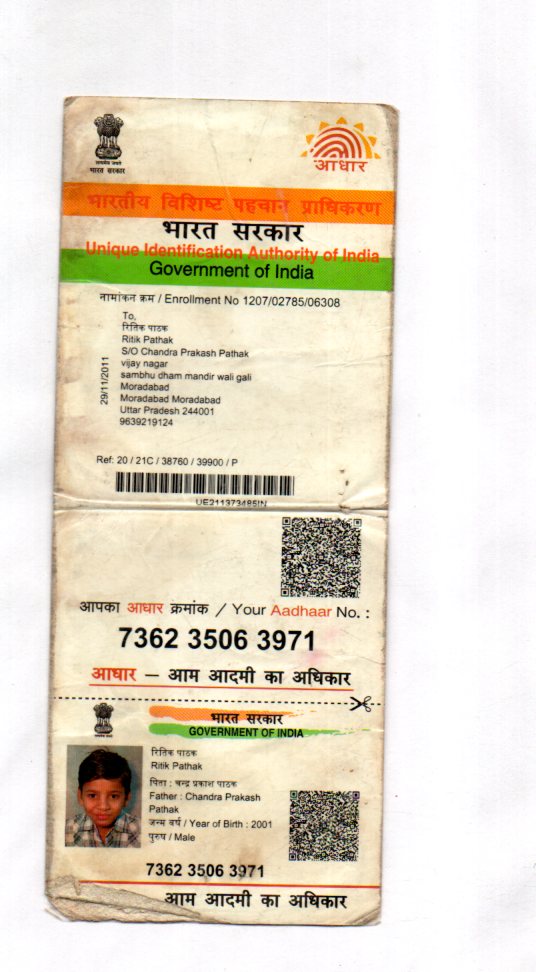 सत्यमेव जयते
भारत सरकार
आधार
भारतीय विशिष्ट पहचान प्राधिकरण
भारत सरकार
Unique Identification Authority of India
Government of India
नामांकन क्रम / Enrollment No 1207/02785/06308
To,
रितिक पाठक
Ritik Pathak
S/O Chandra Prakash Pathak
vijay nagar
sambhu dham mandir wali gali
Moradabad
Moradabad Moradabad
Uttar Pradesh 244001
9639219124
29/11/2011
Ref: 20 / 21C / 38760 / 39900 / P
UE211373485IN
आपका आधार क्रमांक / Your Aadhaar No. :
7362 3506 3971
आधार – आम आदमी का अधिकार
भारत सरकार
GOVERNMENT OF INDIA
रितिक पाठक
Ritik Pathak
पिता : चन्द्र प्रकाश पाठक
Father : Chandra Prakash
Pathak
जन्म वर्ष / Year of Birth : 2001
पुरुष / Male
7362 3506 3971
आम आदमी का अधिकार